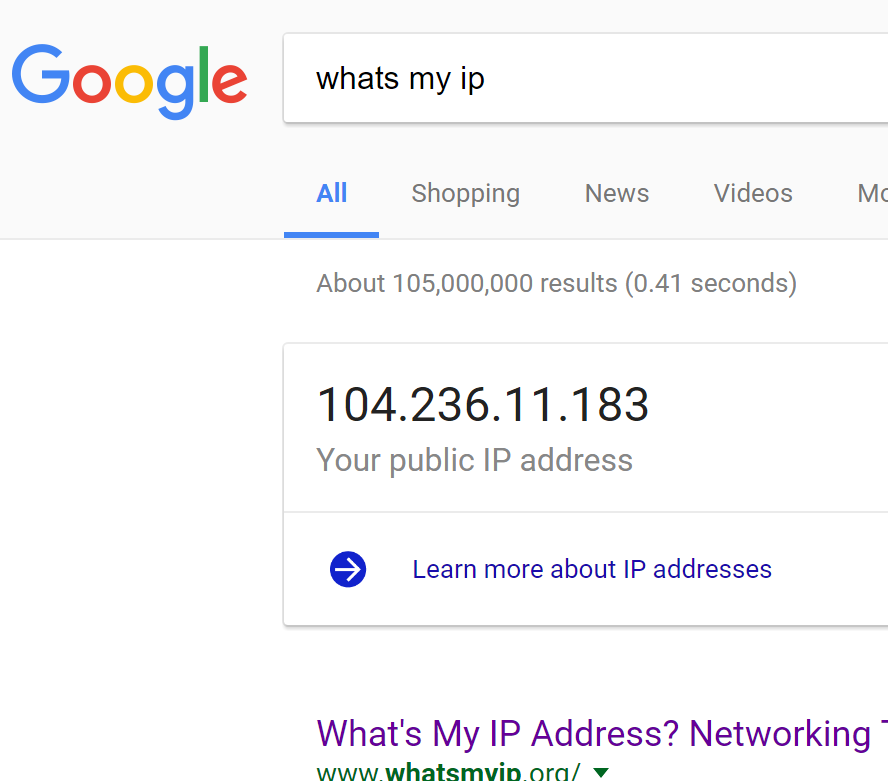 Google
whats my ip
All Shopping News Videos
About 105,000,000 results (0.41 seconds)
104.236.11.183
Your public IP address
Learn more about IP addresses
What's My IP Address? Networking
www.whatsmyip.org/